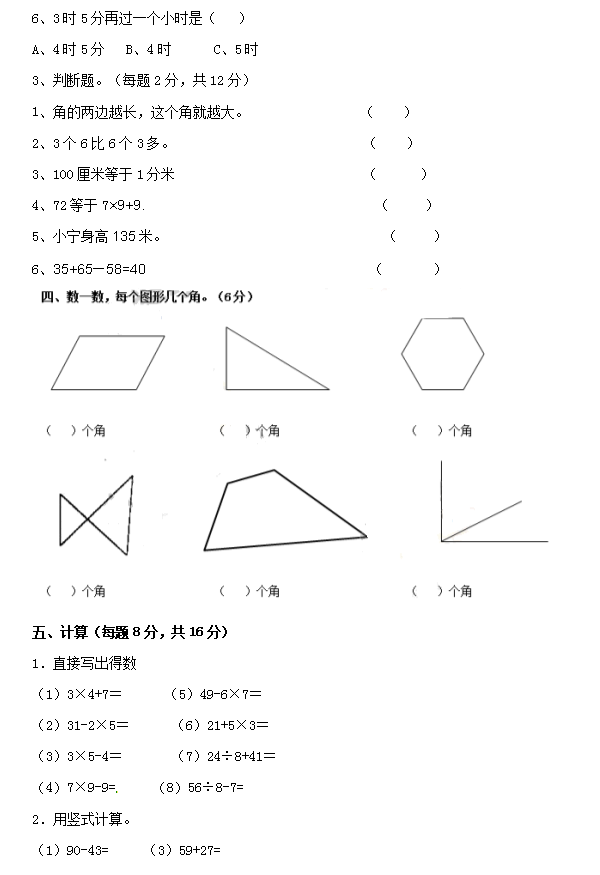 6、3时5分再过一个小时是(   )
A、4时5分   B、4时      C、5时
3、判断题。(每题2分,共12分)
1、角的两边越长,这个角就越大。                (    )
2、3个6比6个3多。                (    )
3、100厘米等于1分米                (      )
4、72等于7×9+9.                (     )
5、小宁身高135米。                (     )
6、35+65—58=40                (       )
四、数一数,每个图形几个角。(6分)
(   )个角          (   )个角          (   )个角
(   )个角          (   )个角          (   )个角
五、计算(每题8分,共16分)
1.直接写出得数
(1)3×4+7=      (5)49-6×7=
(2)31-2×5=      (6)21+5×3=
(3)3×5-4=       (7)24÷8+41=
(4)7×9-9=.     (8)56÷8-7=
2.用竖式计算。
(1)90-43=     (3)59+27=